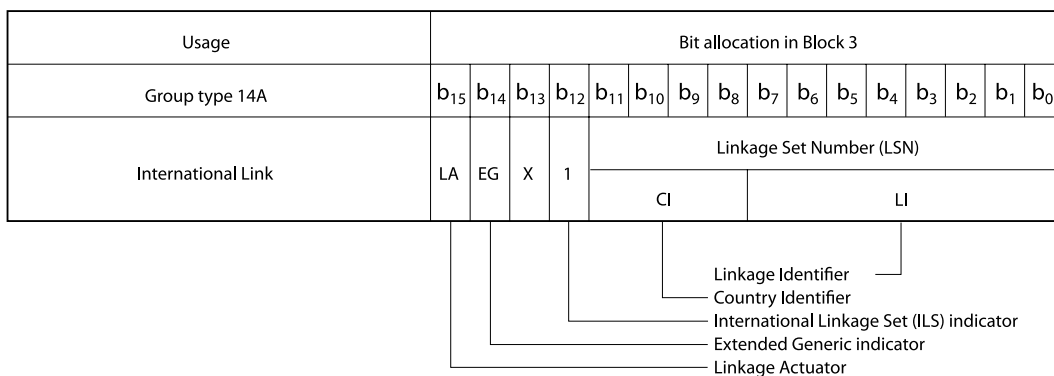 Usage Bit allocation in Block 3
Group type 14A b15 b14 b13 b12 b11 b10 b9 b8 b7 b6 b5 b4 b3 b2 b1 b0
International Link LA EG X 1 Linkage Set Number (LSN)
CI LI
Linkage Identifier
Country Identifier
International Linkage Set (ILS) indicator
Extended Generic indicator
Linkage Actuator